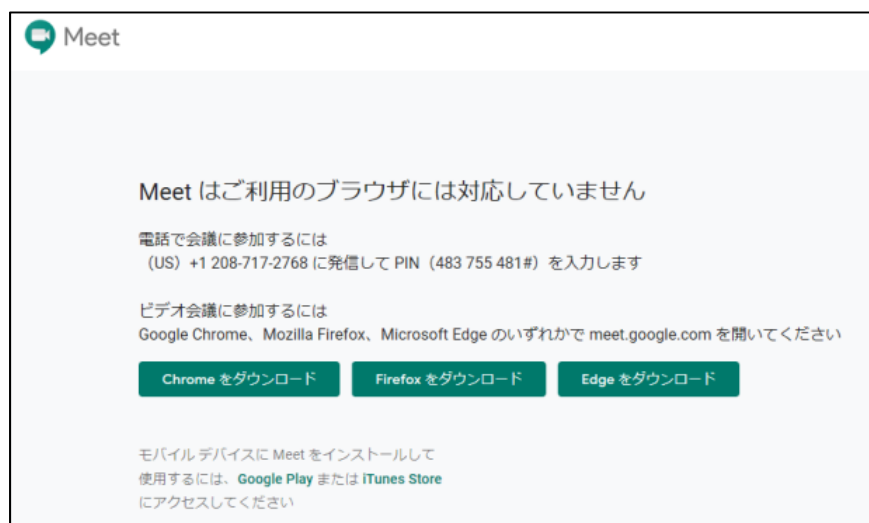 Meet
Meet はご利用のブラウザには対応していません
電話で会議に参加するには
（US）+1 208-717-2768 に発信して PIN（483 755 481#）を入力します
ビデオ会議に参加するには
Google Chrome、Mozilla Firefox、Microsoft Edge のいずれかで meet.google.com を開いてください
Chrome をダウンロード Firefox をダウンロード Edge をダウンロード
モバイル デバイスに Meet をインストールして
使用するには、Google Play または iTunes Store
にアクセスしてください